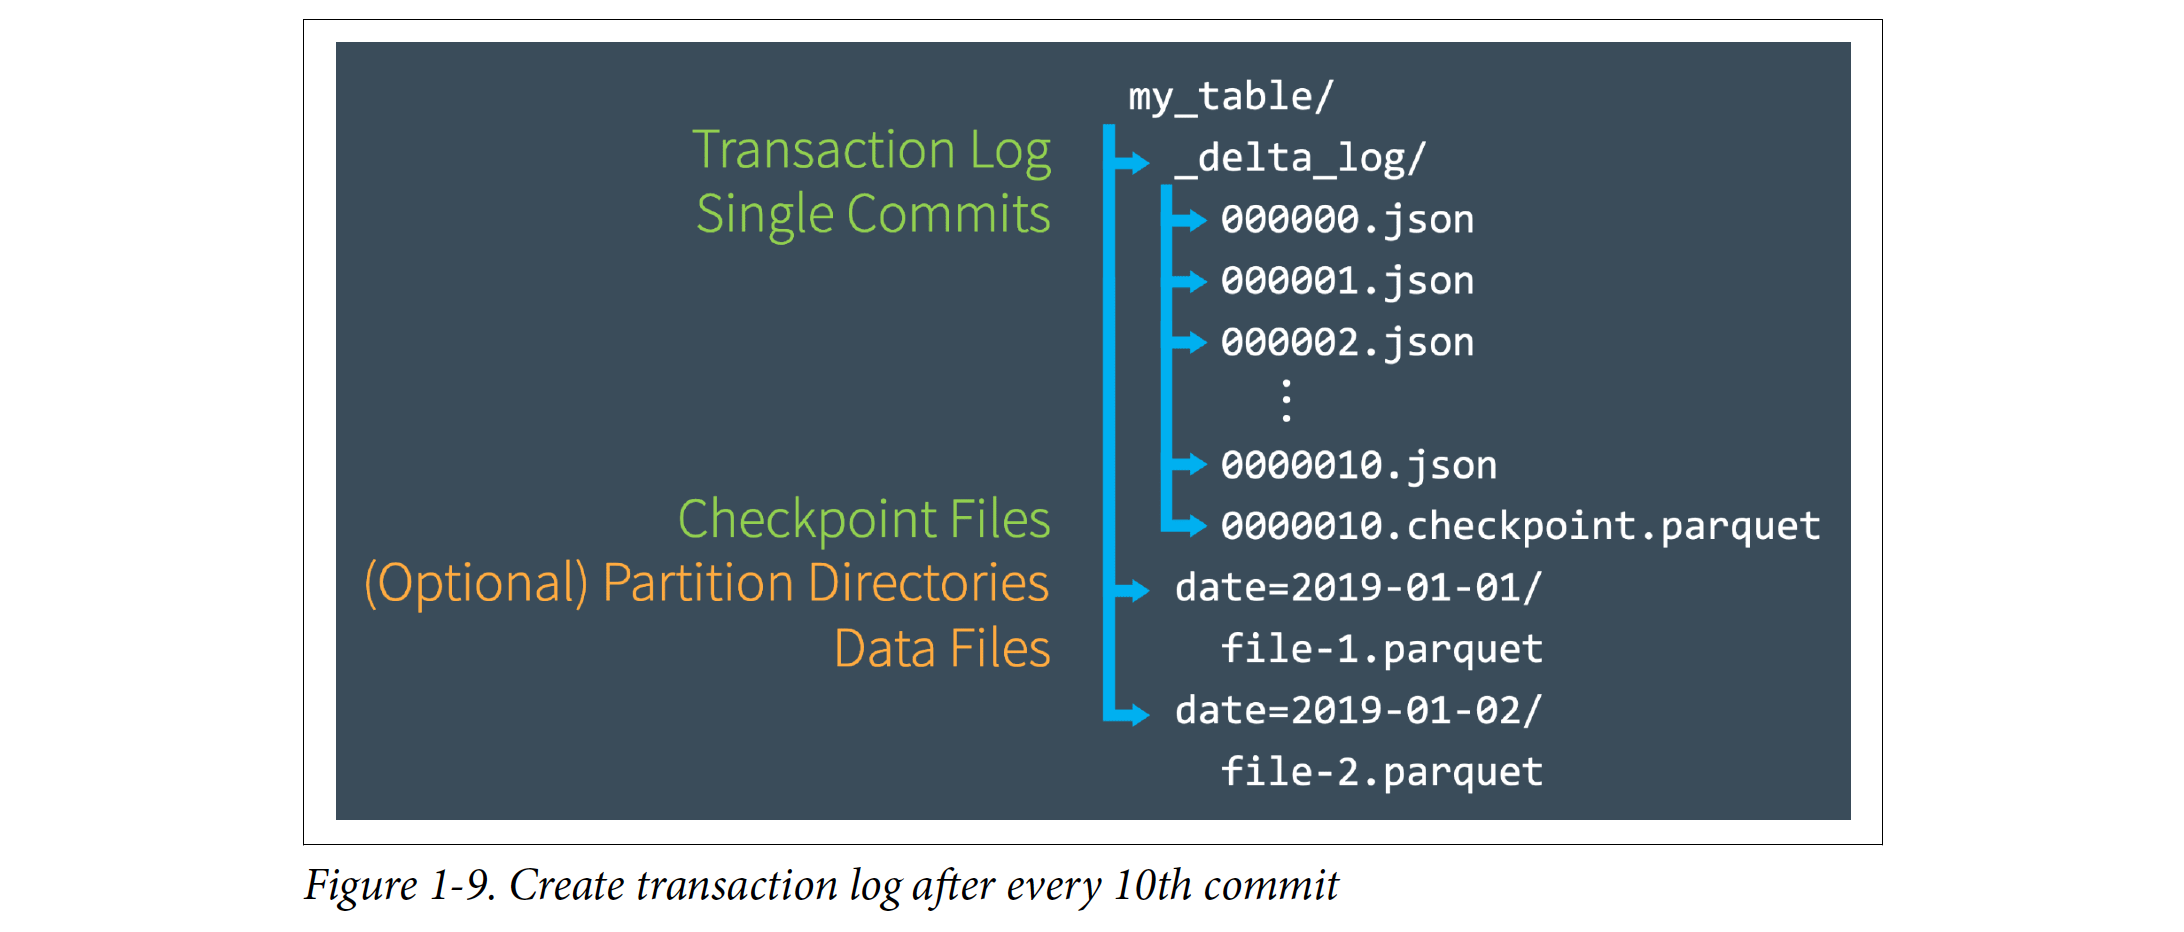 my_table/
Transaction Log
_delta_log/
Single Commits
000000.json
000001.json
000002.json
⋮
0000010.json
Checkpoint Files
0000010.checkpoint.parquet
(Optional) Partition Directories
date=2019-01-01/
Data Files
file-1.parquet
date=2019-01-02/
file-2.parquet
Figure 1-9. Create transaction log after every 10th commit